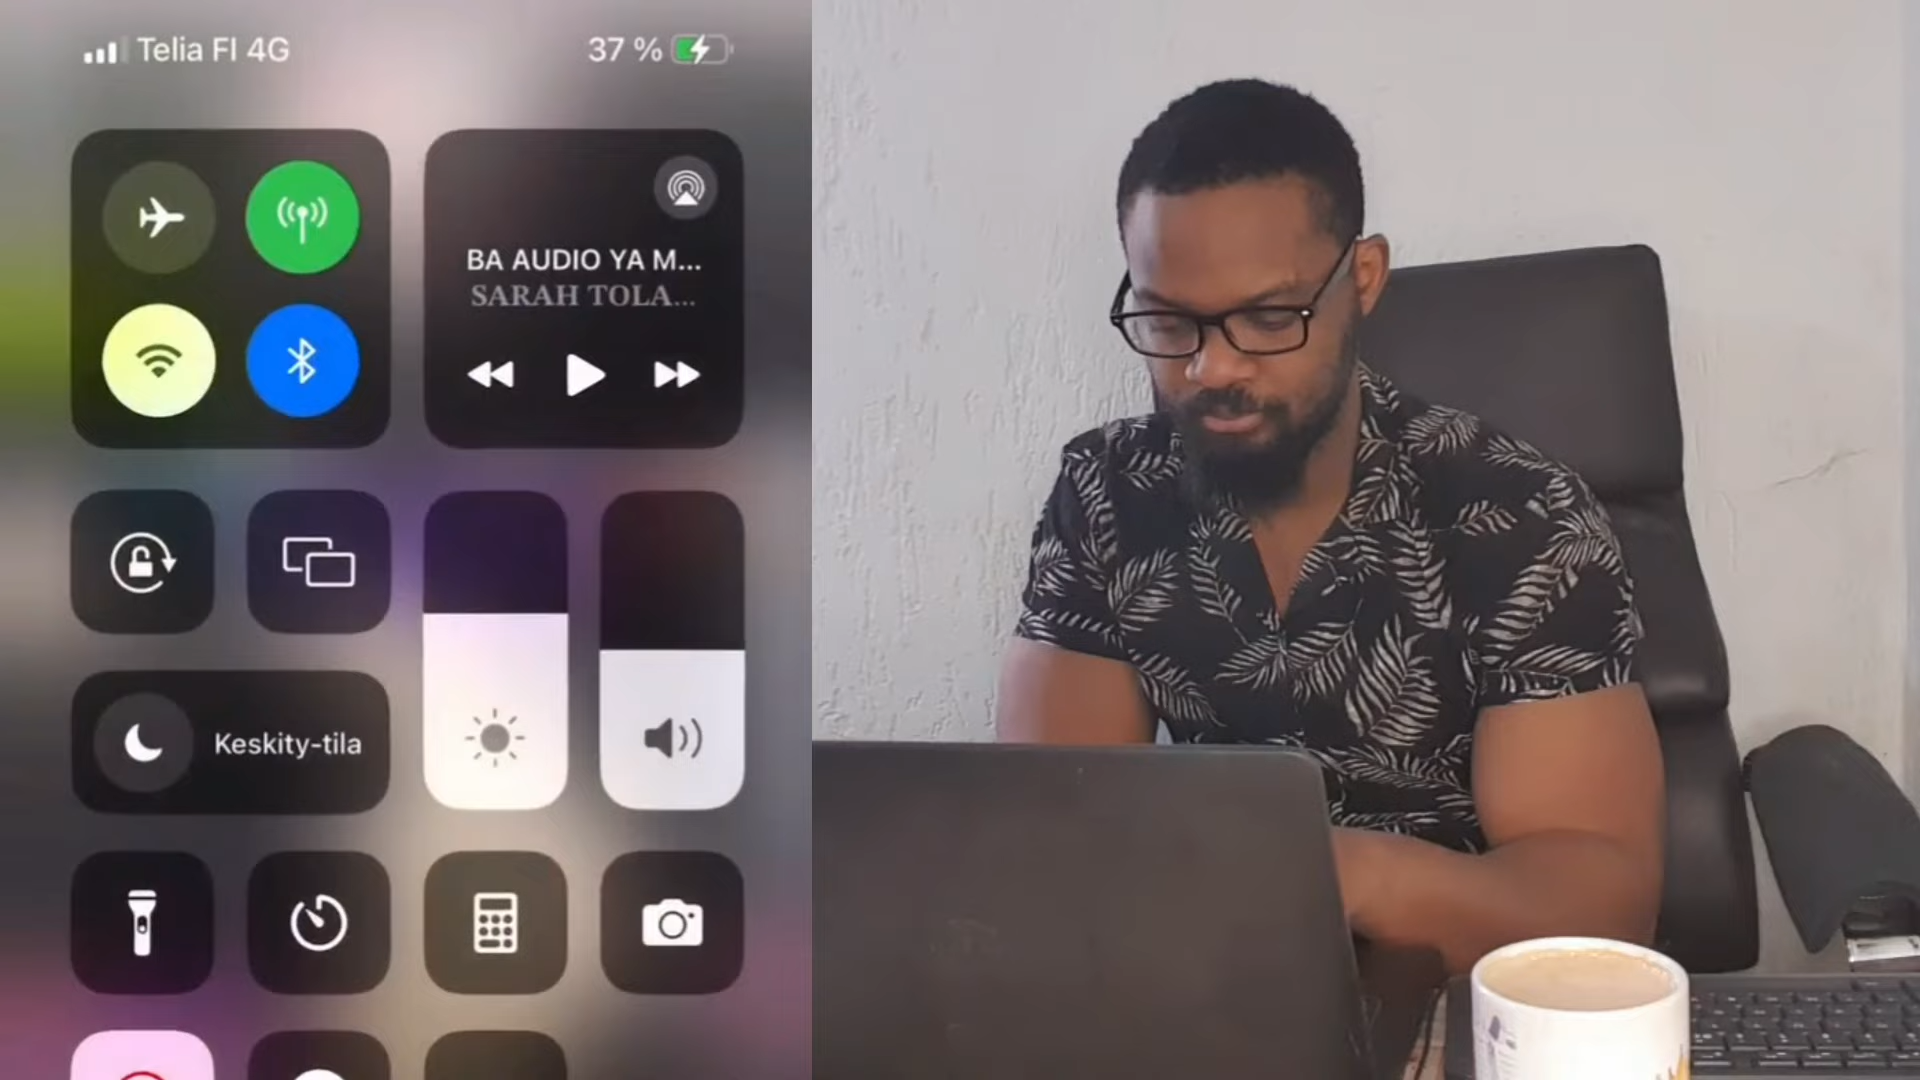 Telia FI 4G
37 %
BA AUDIO YA M...
SARAH TOLA...
Keskity-tila